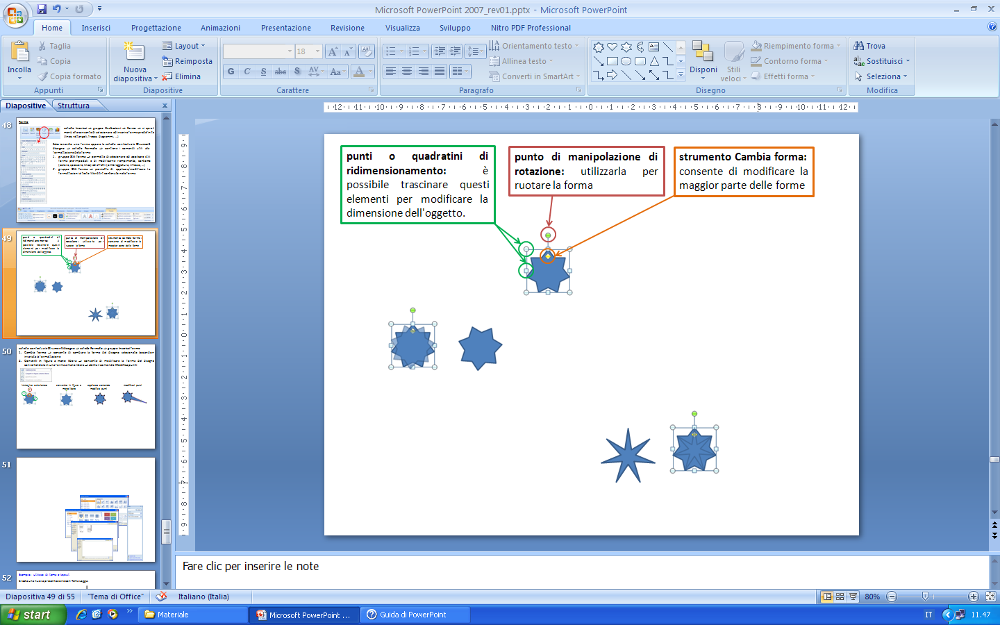 Microsoft PowerPoint 2007_rev01.pptx - Microsoft PowerPoint
Home Inserisci Progettazione Animazioni Presentazione Revisione Visualizza Sviluppo Nitro PDF Professional
Incolla
Taglia
Copia
Copia formato
Appunti
Nuova diapositiva
Layout
Reimposta
Elimina
Diapositive
18
G C S abc S AV Aa A
Carattere
Orientamento testo
Allinea testo
Converti in SmartArt
Paragrafo
Disponi
Stili veloci
Riempimento forma
Contorno forma
Effetti forma
Disegno
Trova
Sostituisci
Seleziona
Modifica
Diapositive Struttura x
48
49
50
51
52
punti o quadratini di
ridimensionamento: è
possibile trascinare questi
elementi per modificare la
dimensione dell'oggetto.
punto di manipolazione di
rotazione: utilizzarla per
ruotare la forma
strumento Cambia forma:
consente di modificare la
maggior parte delle forme
Fare clic per inserire le note
Diapositiva 49 di 55 "Tema di Office" Italiano (Italia) 80%
start Materiale Microsoft PowerPoint ... Guida di PowerPoint IT 11.47